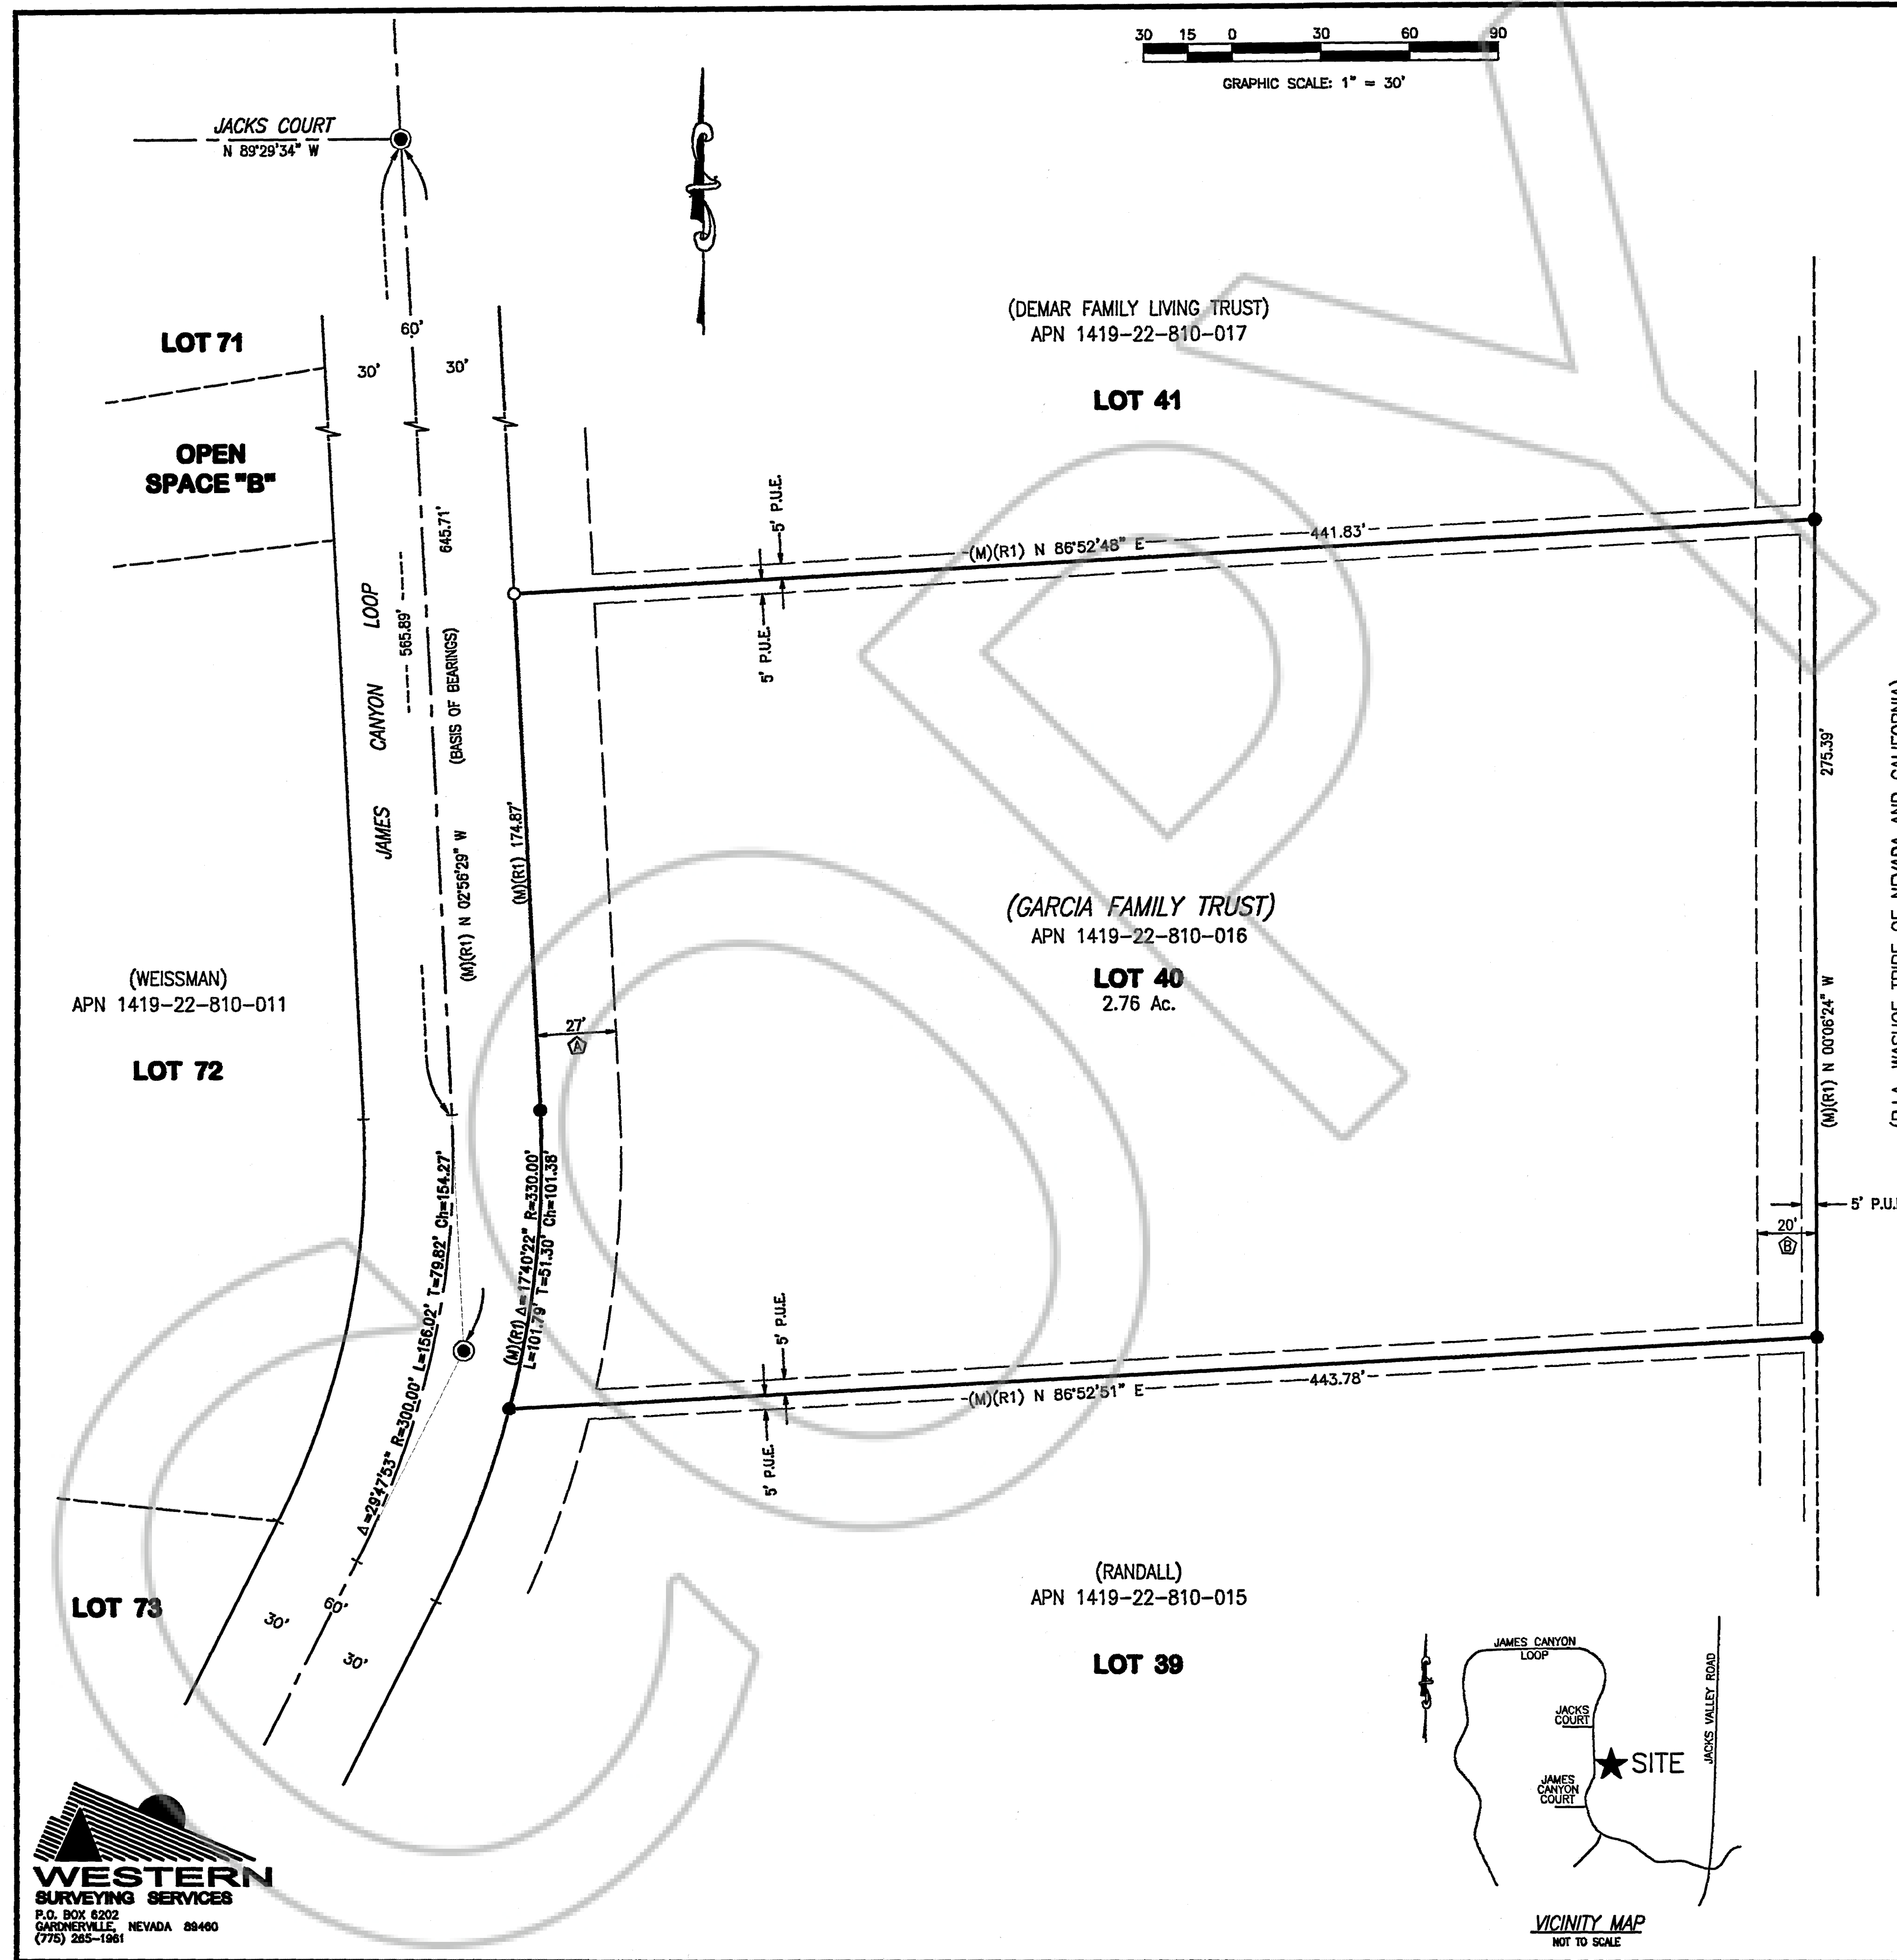 30 15 0 30 60 90
GRAPHIC SCALE: 1" = 30'
JACKS COURT
N 89°29'34" W
LOT 71
60'
30' 30'
OPEN
SPACE "B"
(DEMAR FAMILY LIVING TRUST)
APN 1419-22-810-017
LOT 41
5' P.U.E.
5' P.U.E.
(M)(R1) N 86°52'48" E 441.83'
645.71'
565.89'
JAMES CANYON LOOP
(BASIS OF BEARINGS)
(M)(R1) N 02°56'29" W
(M)(R1) 174.87'
275.39'
(M)(R1) N 00°06'24" W
(B.I.A. WASHOE TRIBE OF NEVADA AND CALIFORNIA)
(GARCIA FAMILY TRUST)
APN 1419-22-810-016
LOT 40
2.76 Ac.
(WEISSMAN)
APN 1419-22-810-011
LOT 72
27'
A
Δ=29°47'53" R=300.00' L=156.02' T=79.82' Ch=154.27'
(M)(R1) Δ=17°40'22" R=330.00'
L=101.79' T=51.30' Ch=101.38'
5' P.U.E.
20'
B
5' P.U.E.
5' P.U.E.
(M)(R1) N 86°52'51" E 443.78'
LOT 73
30'
60'
30'
(RANDALL)
APN 1419-22-810-015
LOT 39
JAMES CANYON
LOOP
JACKS
COURT
JACKS VALLEY ROAD
SITE
JAMES
CANYON
COURT
VICINITY MAP
NOT TO SCALE
WESTERN
SURVEYING SERVICES
P.O. BOX 6202
GARDNERVILLE, NEVADA 89460
(775) 265-1961
COPY